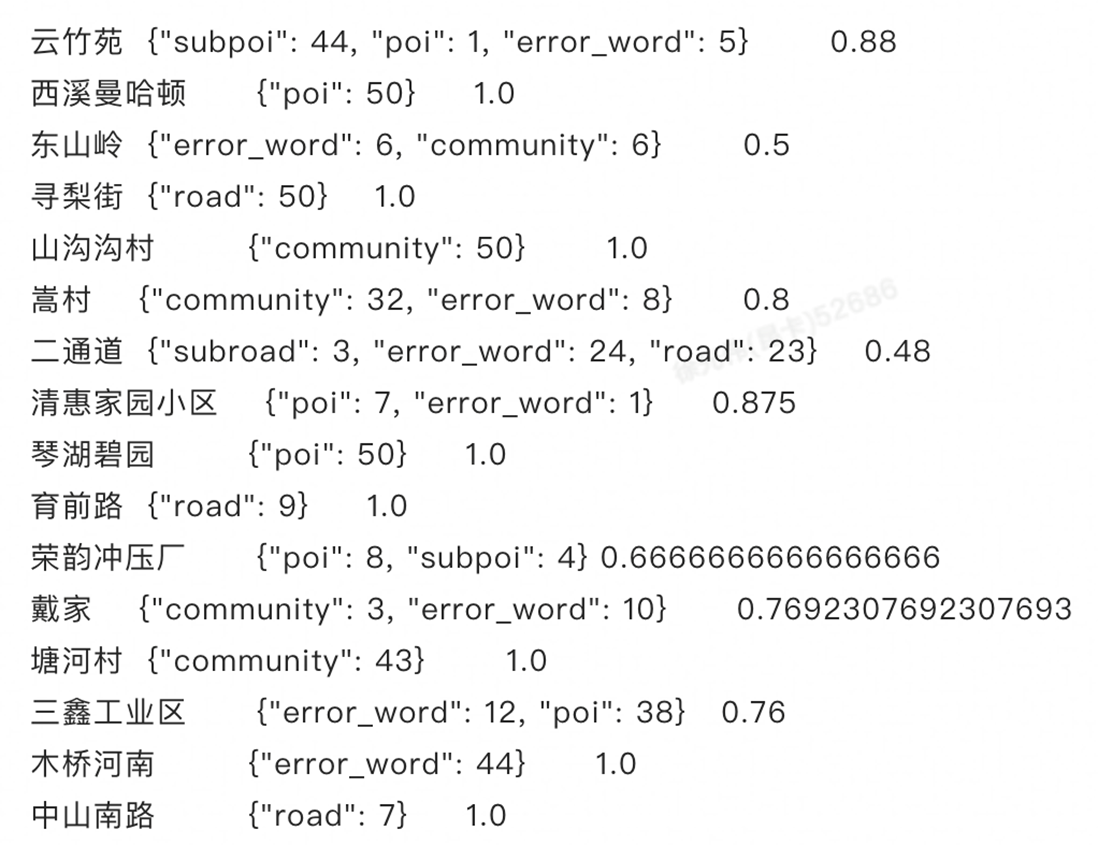 云竹苑 {"subpoi": 44, "poi": 1, "error_word": 5} 0.88
西溪曼哈顿 {"poi": 50} 1.0
东山岭 {"error_word": 6, "community": 6} 0.5
寻梨街 {"road": 50} 1.0
山沟沟村 {"community": 50} 1.0
嵩村 {"community": 32, "error_word": 8} 0.8
二通道 {"subroad": 3, "error_word": 24, "road": 23} 0.48
清惠家园小区 {"poi": 7, "error_word": 1} 0.875
琴湖碧园 {"poi": 50} 1.0
育前路 {"road": 9} 1.0
荣韵冲压厂 {"poi": 8, "subpoi": 4} 0.6666666666666666
戴家 {"community": 3, "error_word": 10} 0.7692307692307693
塘河村 {"community": 43} 1.0
三鑫工业区 {"error_word": 12, "poi": 38} 0.76
木桥河南 {"error_word": 44} 1.0
中山南路 {"road": 7} 1.0